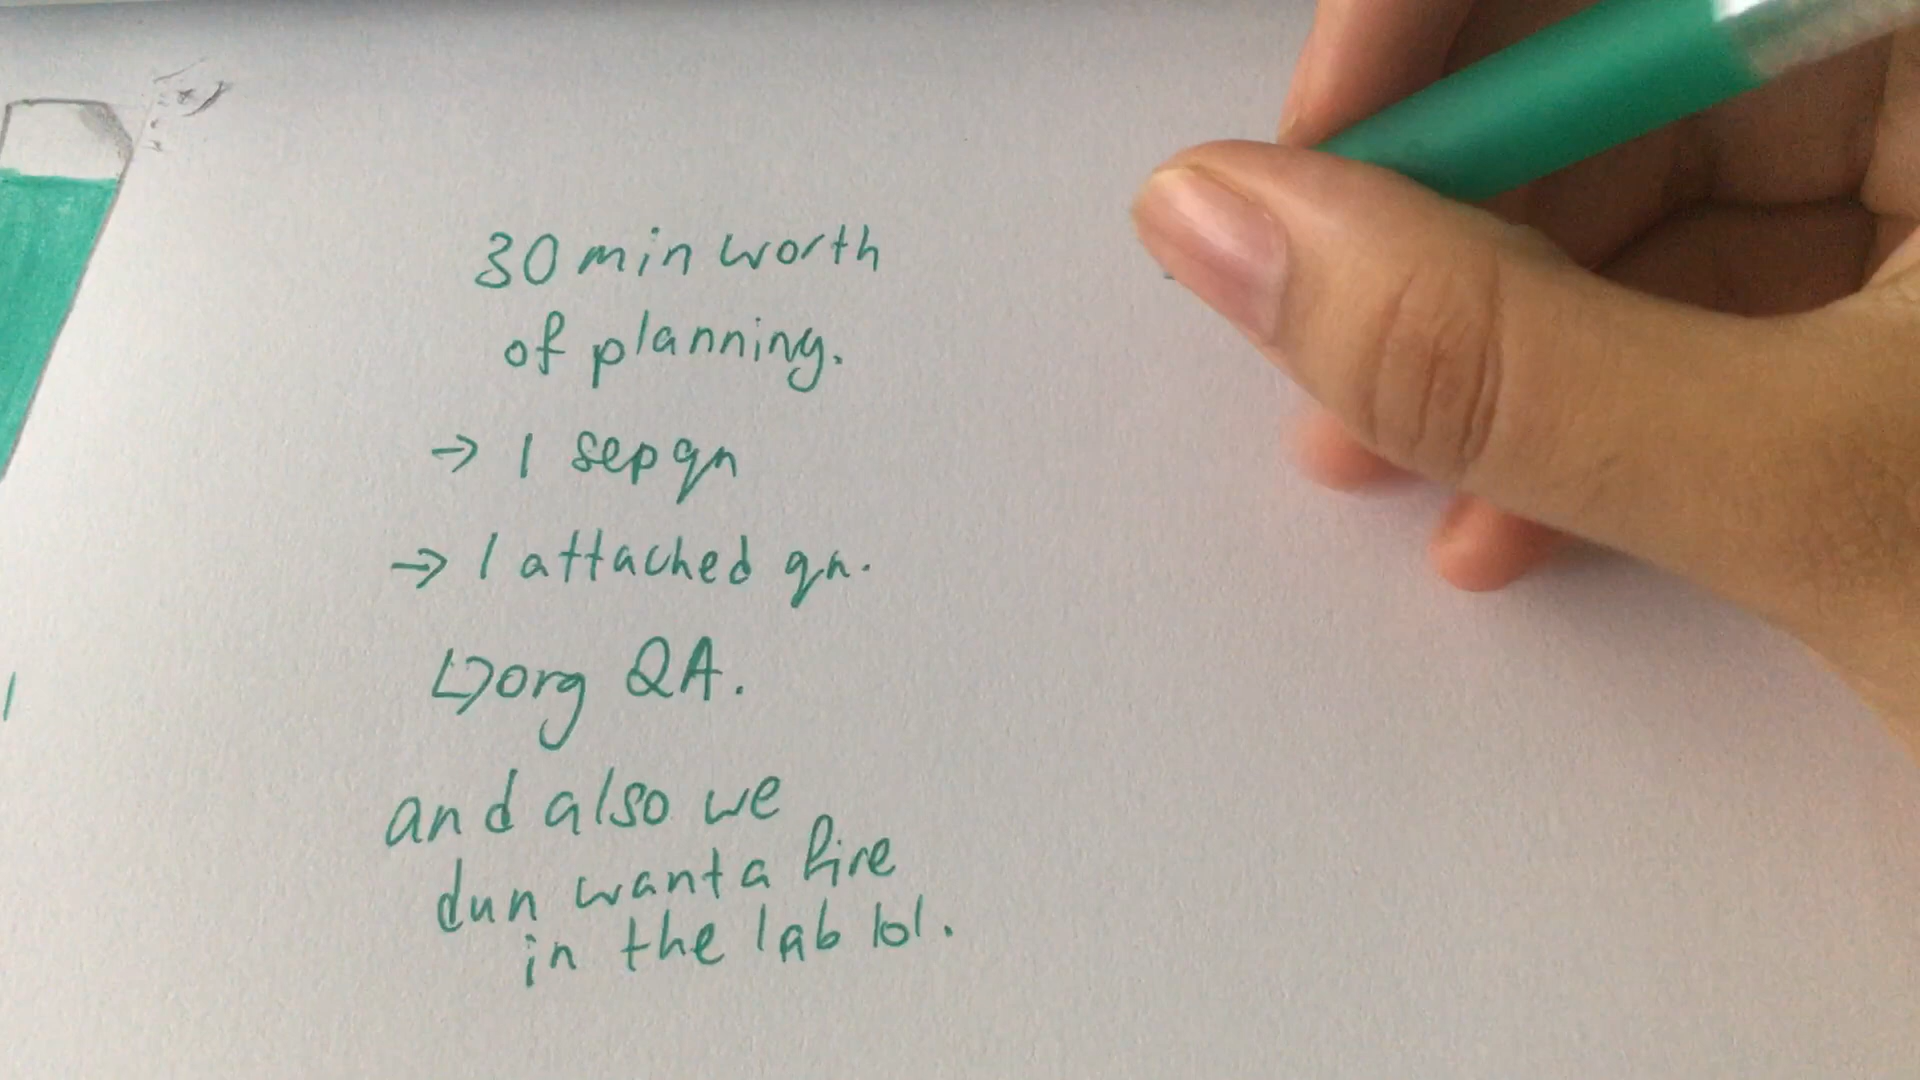 30 min worth
of planning.
→ 1 sep qn
→ 1 attached qn.
↳ org QA.
and also we
dun want a fire
in the lab lol.